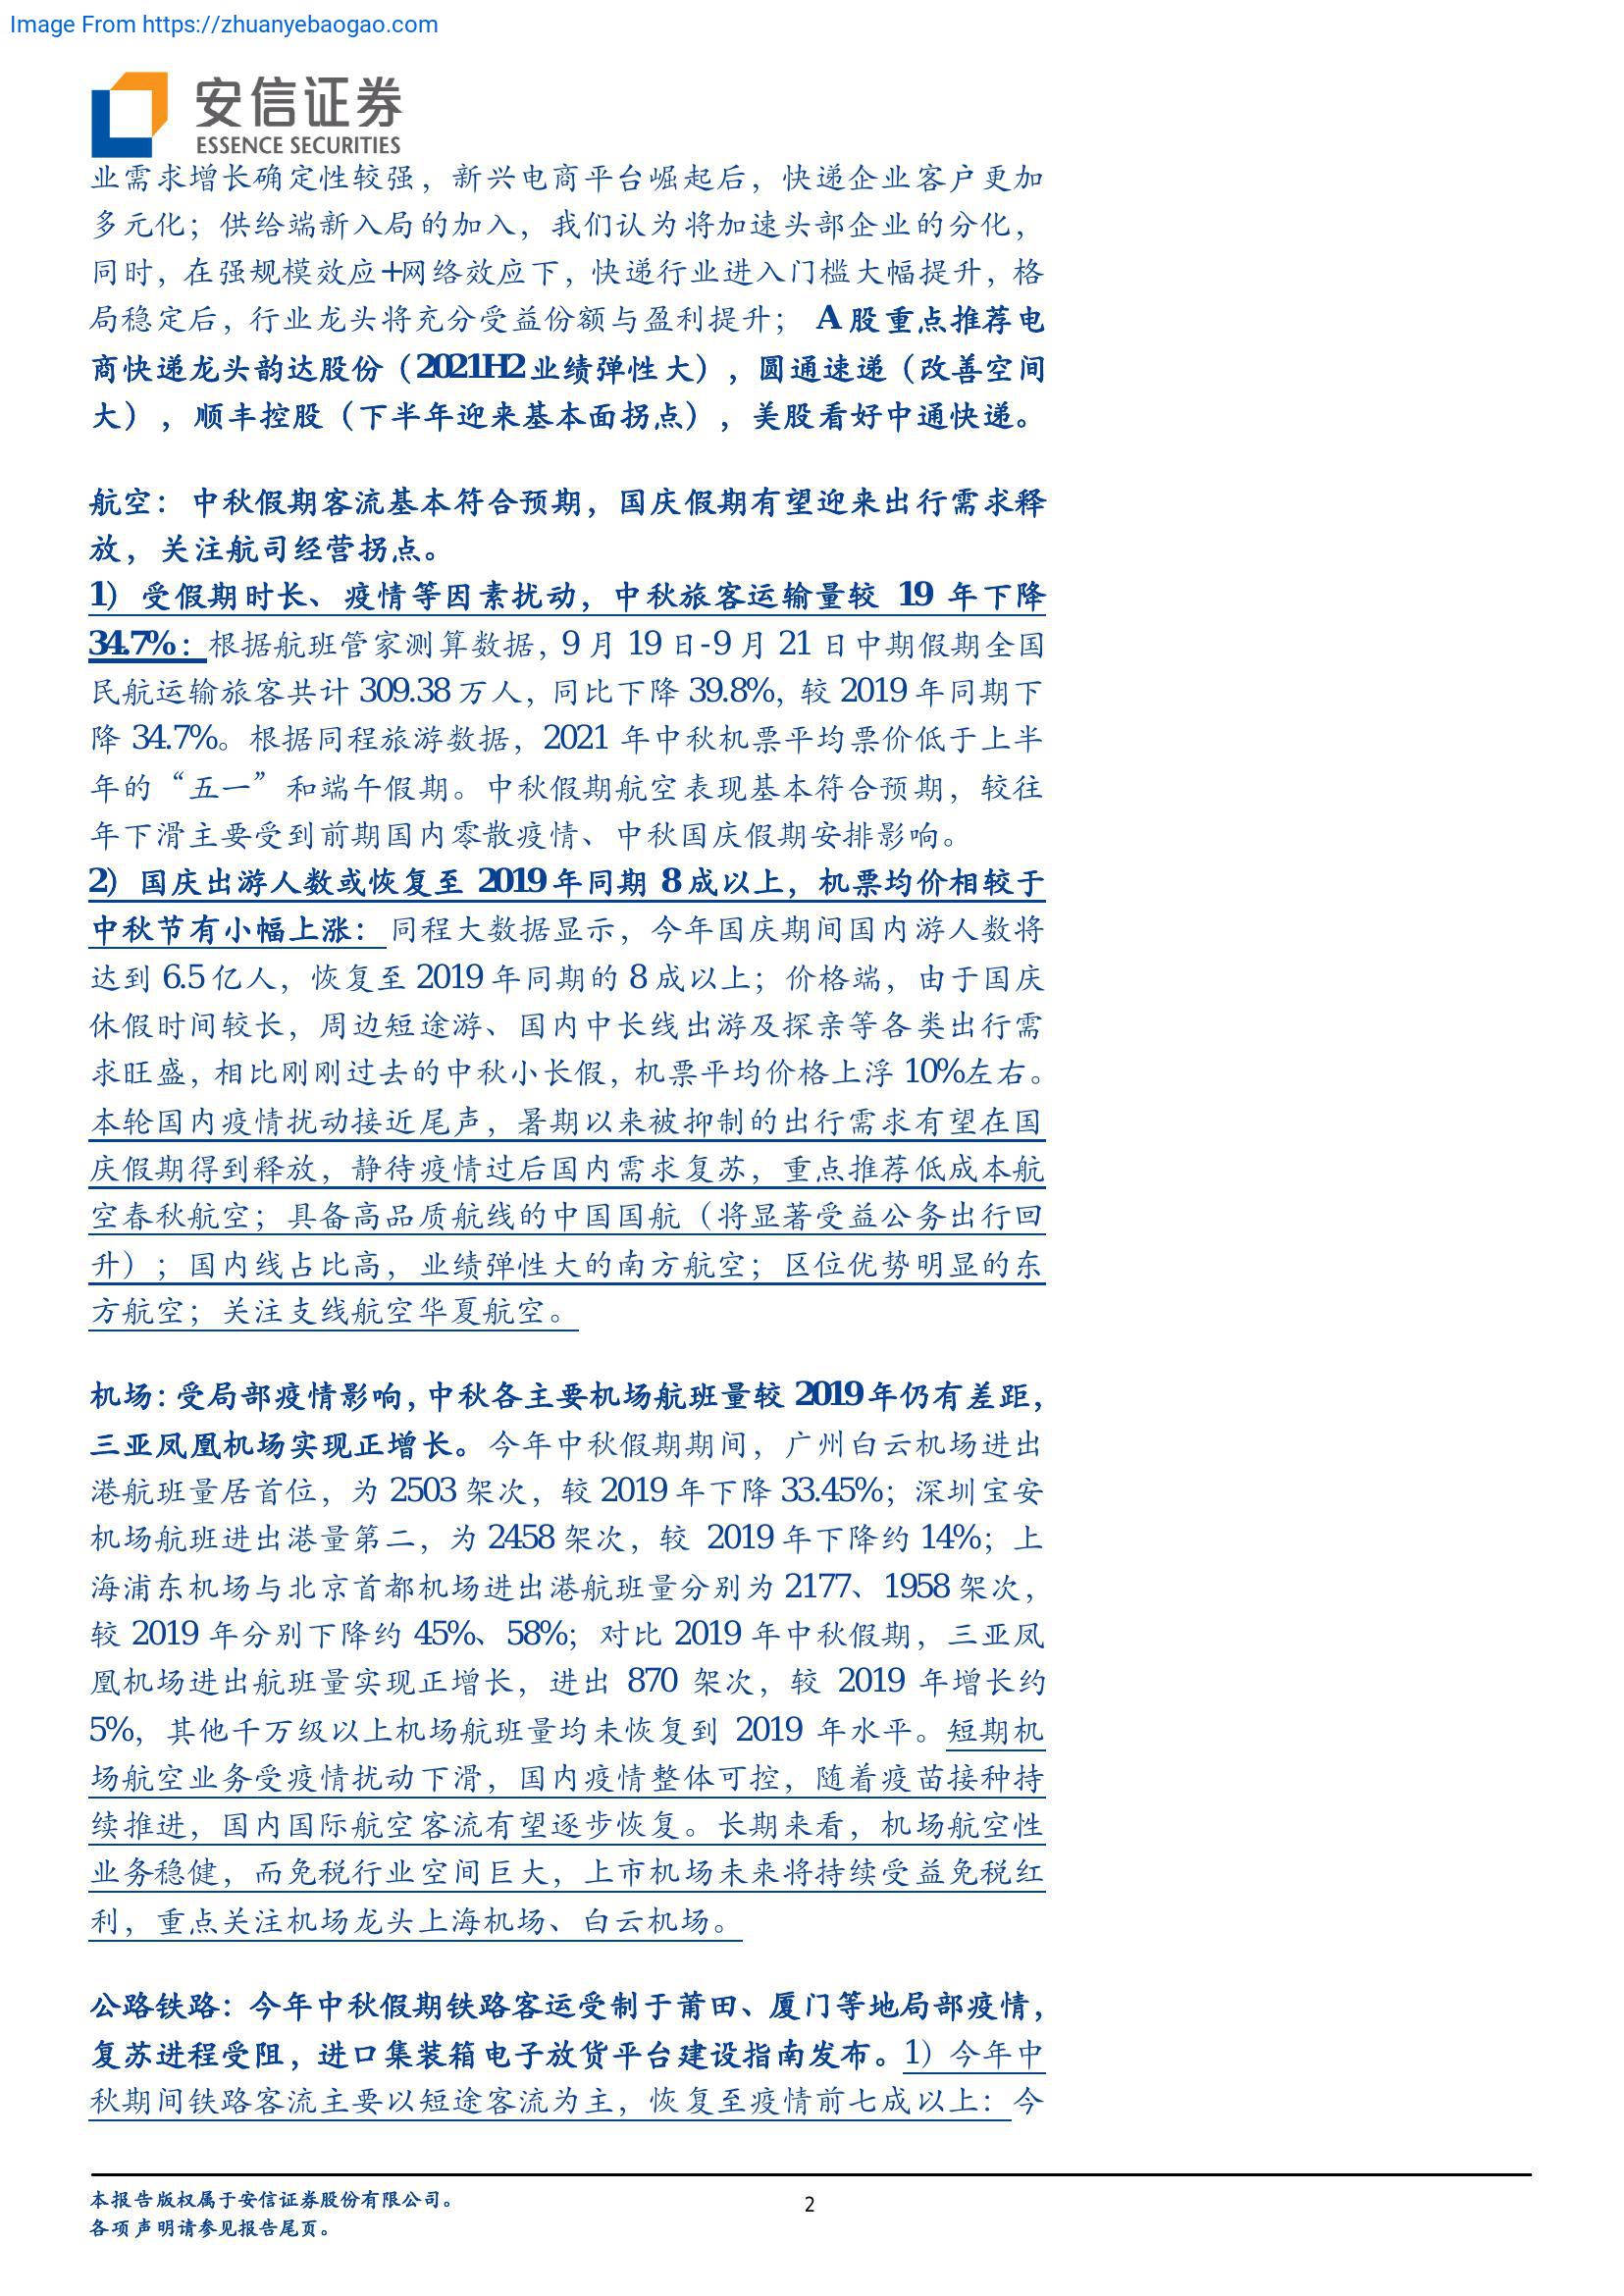 Image From https://zhuanyebaogao.com
安信证券
ESSENCE SECURITIES
业需求增长确定性较强，新兴电商平台崛起后，快递企业客户更加
多元化；供给端新入局的加入，我们认为将加速头部企业的分化，
同时，在强规模效应+网络效应下，快递行业进入门槛大幅提升，格
局稳定后，行业龙头将充分受益份额与盈利提升；A 股重点推荐电
商快递龙头韵达股份（2021H2 业绩弹性大），圆通速递（改善空间
大），顺丰控股（下半年迎来基本面拐点），美股看好中通快递。
航空：中秋假期客流基本符合预期，国庆假期有望迎来出行需求释
放，关注航司经营拐点。
1）受假期时长、疫情等因素扰动，中秋旅客运输量较 19 年下降
34.7%：根据航班管家测算数据，9 月 19 日-9 月 21 日中期假期全国
民航运输旅客共计 309.38 万人，同比下降 39.8%，较 2019 年同期下
降 34.7%。根据同程旅游数据，2021 年中秋机票平均票价低于上半
年的“五一”和端午假期。中秋假期航空表现基本符合预期，较往
年下滑主要受到前期国内零散疫情、中秋国庆假期安排影响。
2）国庆出游人数或恢复至 2019 年同期 8 成以上，机票均价相较于
中秋节有小幅上涨：同程大数据显示，今年国庆期间国内游人数将
达到 6.5 亿人，恢复至 2019 年同期的 8 成以上；价格端，由于国庆
休假时间较长，周边短途游、国内中长线出游及探亲等各类出行需
求旺盛，相比刚刚过去的中秋小长假，机票平均价格上浮 10%左右。
本轮国内疫情扰动接近尾声，暑期以来被抑制的出行需求有望在国
庆假期得到释放，静待疫情过后国内需求复苏，重点推荐低成本航
空春秋航空；具备高品质航线的中国国航（将显著受益公务出行回
升）；国内线占比高，业绩弹性大的南方航空；区位优势明显的东
方航空；关注支线航空华夏航空。
机场：受局部疫情影响，中秋各主要机场航班量较 2019 年仍有差距，
三亚凤凰机场实现正增长。今年中秋假期期间，广州白云机场进出
港航班量居首位，为 2503 架次，较 2019 年下降 33.45%；深圳宝安
机场航班进出港量第二，为 2458 架次，较 2019 年下降约 14%；上
海浦东机场与北京首都机场进出港航班量分别为 2177、1958 架次，
较 2019 年分别下降约 45%、58%；对比 2019 年中秋假期，三亚凤
凰机场进出航班量实现正增长，进出 870 架次，较 2019 年增长约
5%，其他千万级以上机场航班量均未恢复到 2019 年水平。短期机
场航空业务受疫情扰动下滑，国内疫情整体可控，随着疫苗接种持
续推进，国内国际航空客流有望逐步恢复。长期来看，机场航空性
业务稳健，而免税行业空间巨大，上市机场未来将持续受益免税红
利，重点关注机场龙头上海机场、白云机场。
公路铁路：今年中秋假期铁路客运受制于莆田、厦门等地局部疫情，
复苏进程受阻，进口集装箱电子放货平台建设指南发布。1）今年中
秋期间铁路客流主要以短途客流为主，恢复至疫情前七成以上：今
本报告版权属于安信证券股份有限公司。
各项声明请参见报告尾页。
2